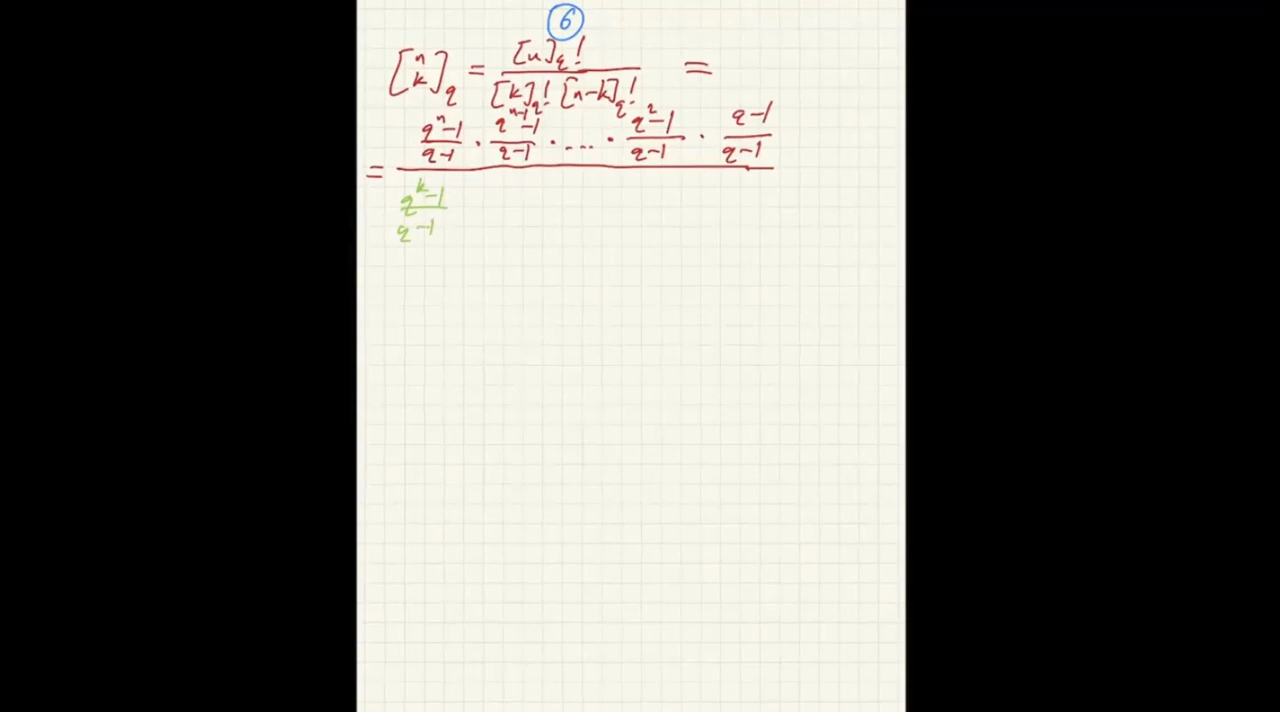 6
[n k]_q = [n]_q! / [k]_q! [n-k]_q! =
= q^n-1/q-1 · q^{n-1}-1/q-1 · .... · q^2-1/q-1 · q-1/q-1
q^k-1/q-1